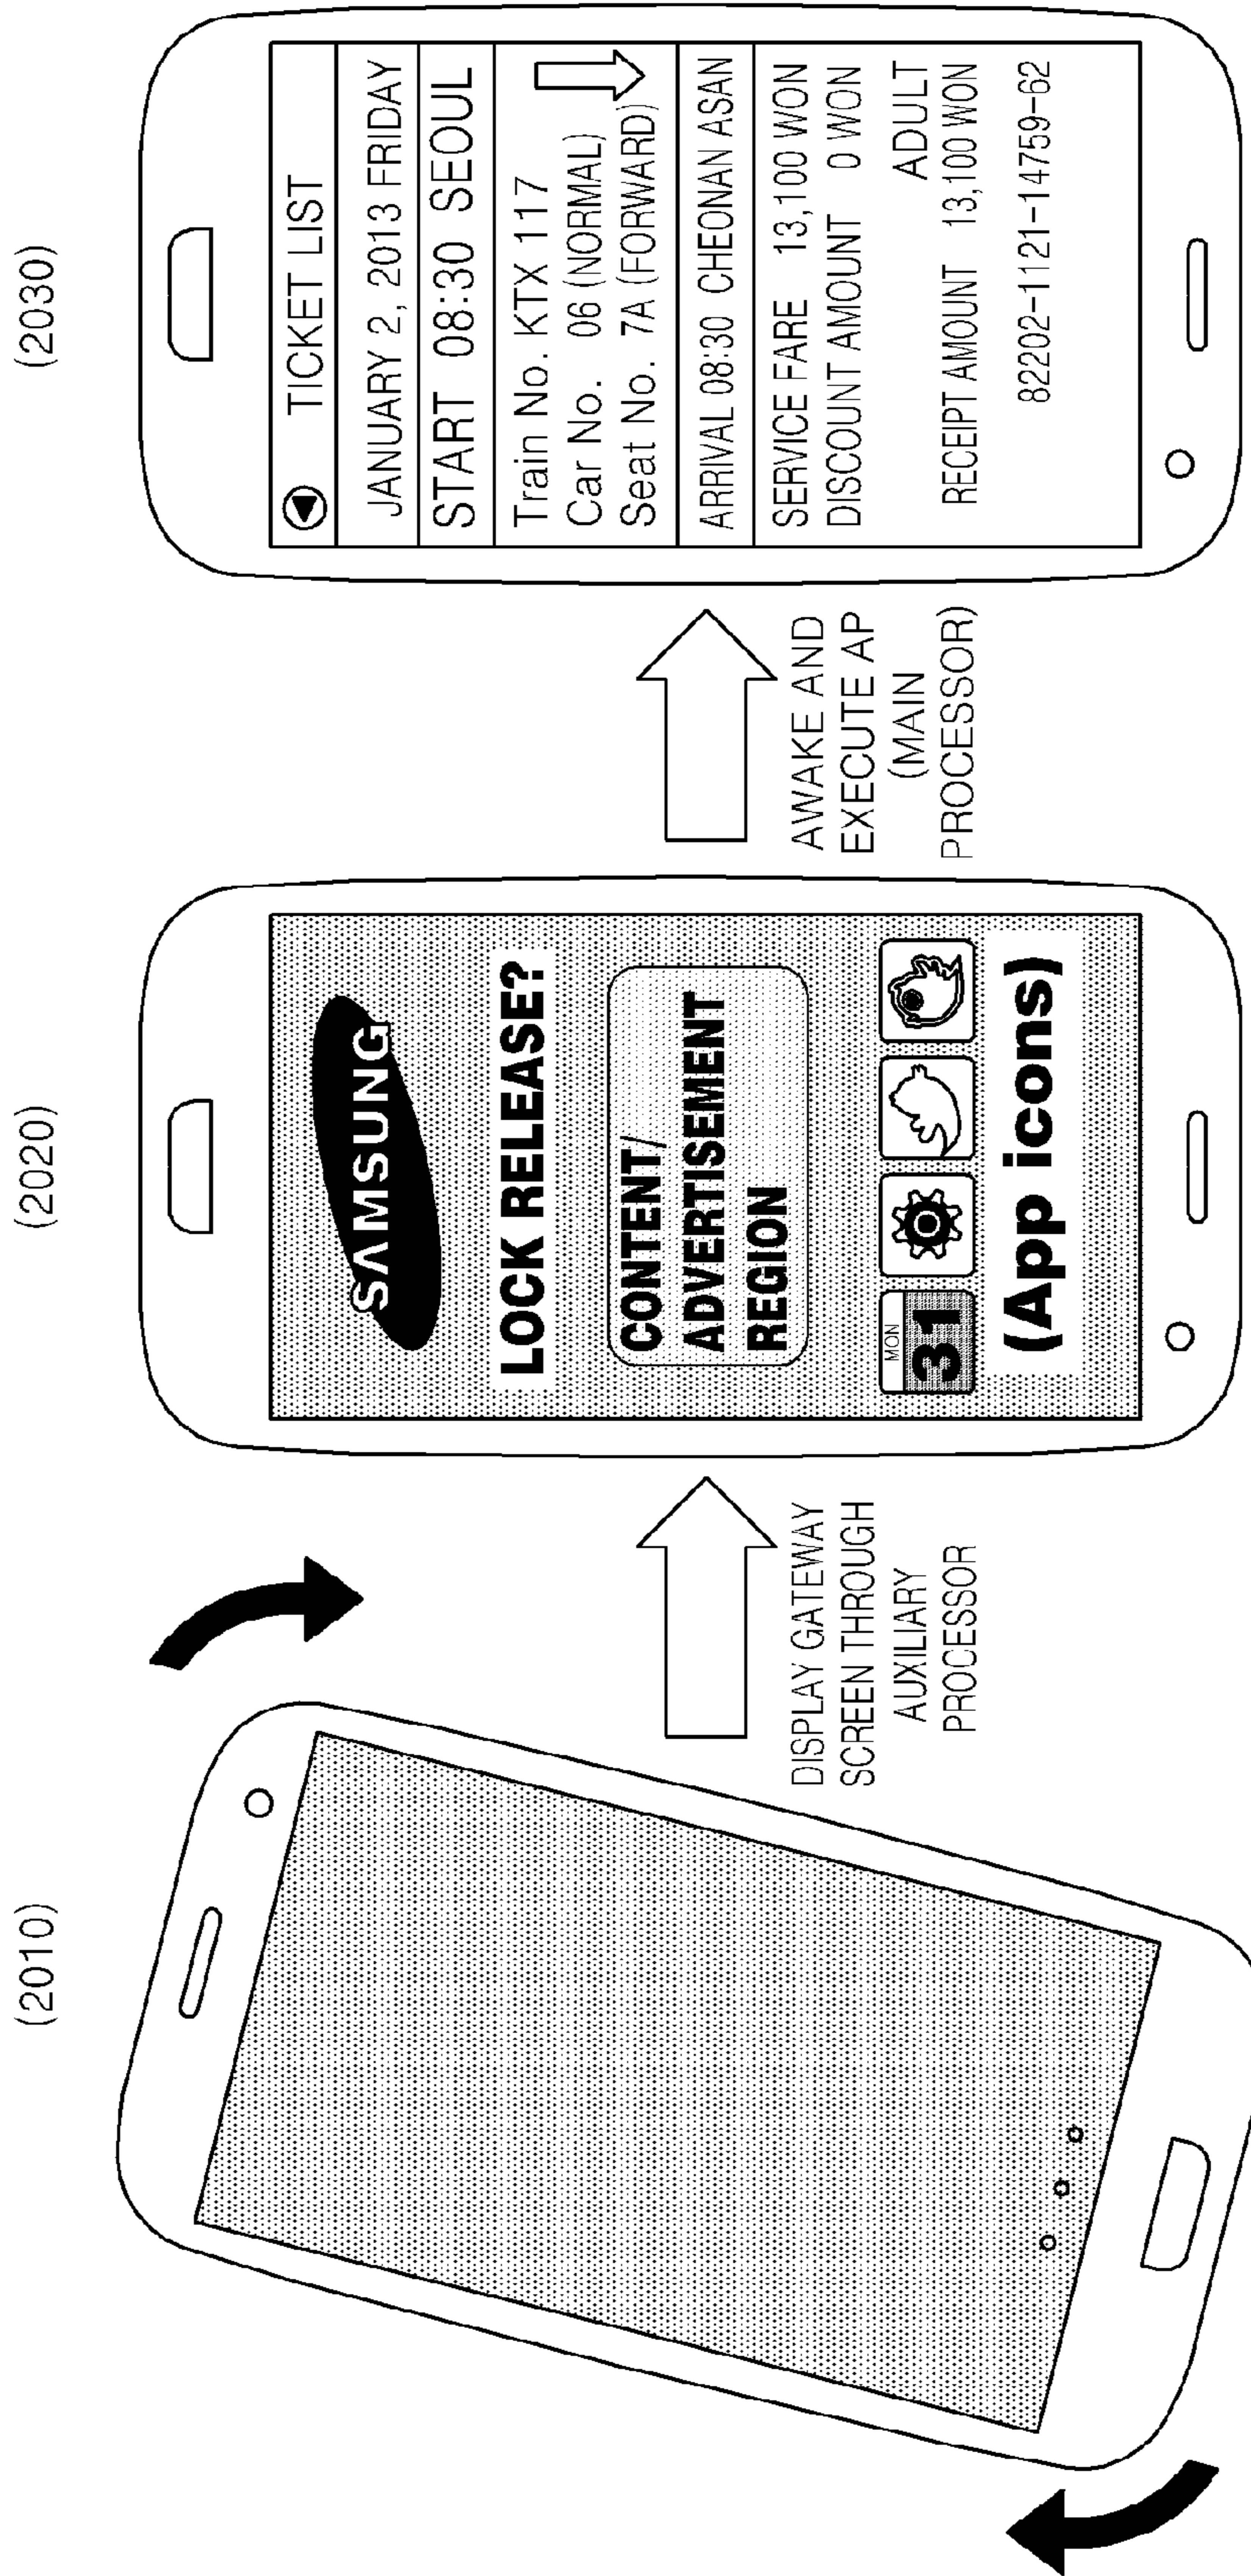 (2010)
DISPLAY GATEWAY
SCREEN THROUGH
AUXILIARY
PROCESSOR
(2020)
SAMSUNG
LOCK RELEASE?
CONTENT/
ADVERTISEMENT
REGION
MON
31
(App icons)
AWAKE AND
EXECUTE AP
(MAIN
PROCESSOR)
(2030)
TICKET LIST
JANUARY 2, 2013 FRIDAY
START 08:30 SEOUL
Train No. KTX 117
Car No. 06 (NORMAL)
Seat No. 7A (FORWARD)
ARRIVAL 08:30 CHEONAN ASAN
SERVICE FARE 13,100 WON
DISCOUNT AMOUNT 0 WON
ADULT
RECEIPT AMOUNT 13,100 WON
82202-1121-14759-62